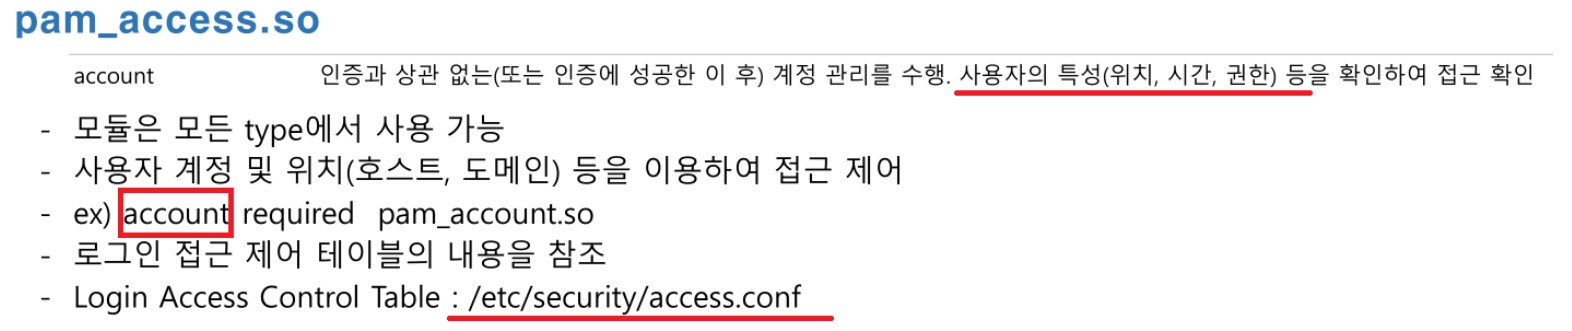 pam_access.so
account 인증과 상관 없는(또는 인증에 성공한 이 후) 계정 관리를 수행. 사용자의 특성(위치, 시간, 권한) 등을 확인하여 접근 확인
- 모듈은 모든 type에서 사용 가능
- 사용자 계정 및 위치(호스트, 도메인) 등을 이용하여 접근 제어
- ex) account required pam_account.so
- 로그인 접근 제어 테이블의 내용을 참조
- Login Access Control Table : /etc/security/access.conf